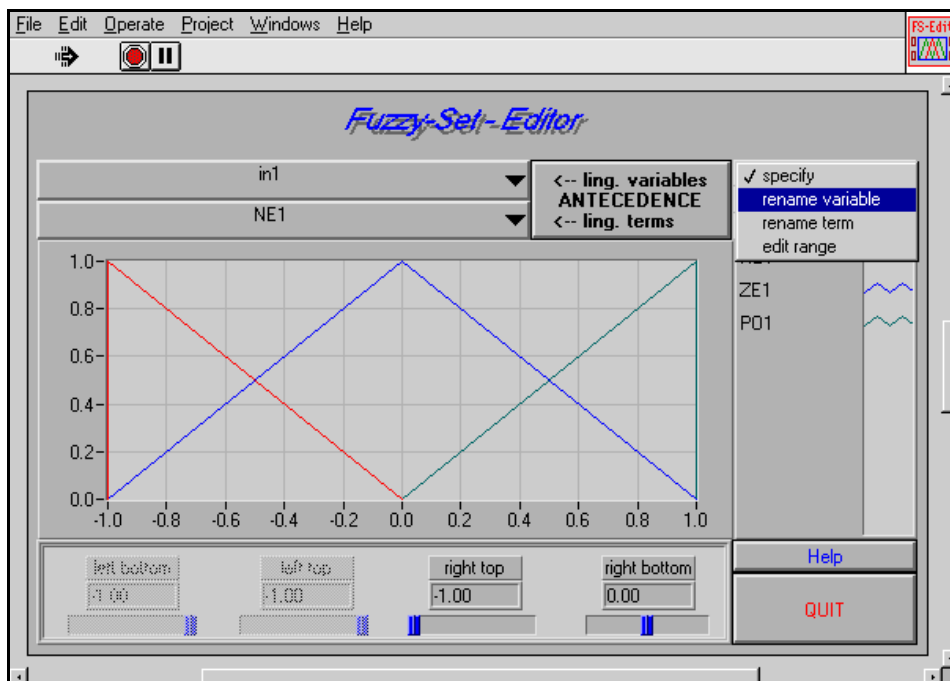 File Edit Operate Project Windows Help
FS-Edit
Fuzzy-Set-Editor
in1
<-- ling. variables
ANTECEDENCE
<-- ling. terms
NE1
✓ specify
rename variable
rename term
edit range
ZE1
PO1
1.0
0.8
0.6
0.4
0.2
0.0
-1.0 -0.8 -0.6 -0.4 -0.2 0.0 0.2 0.4 0.6 0.8 1.0
left bottom left top right top right bottom
-1.00 -1.00 -1.00 0.00
Help
QUIT